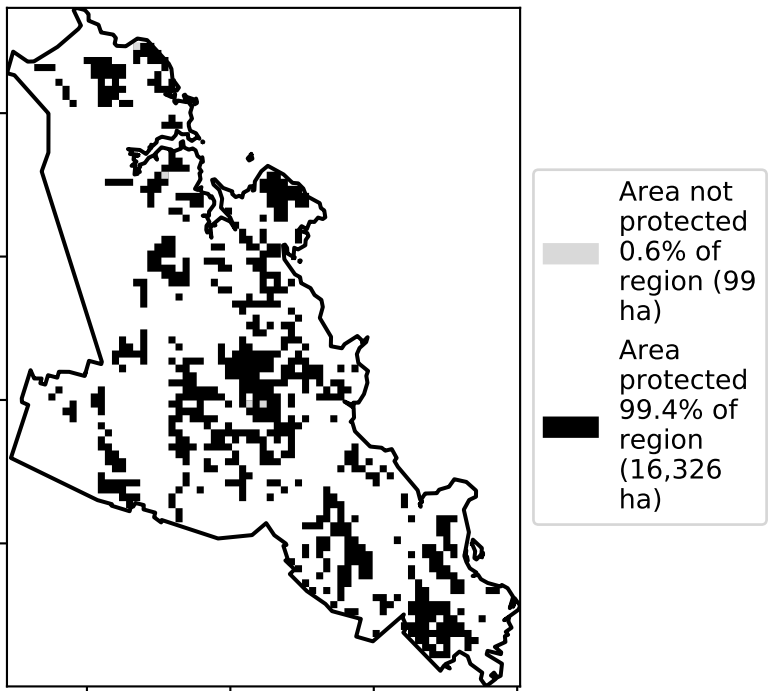 Area not
protected
0.6% of
region (99
ha)
Area
protected
99.4% of
region
(16,326
ha)